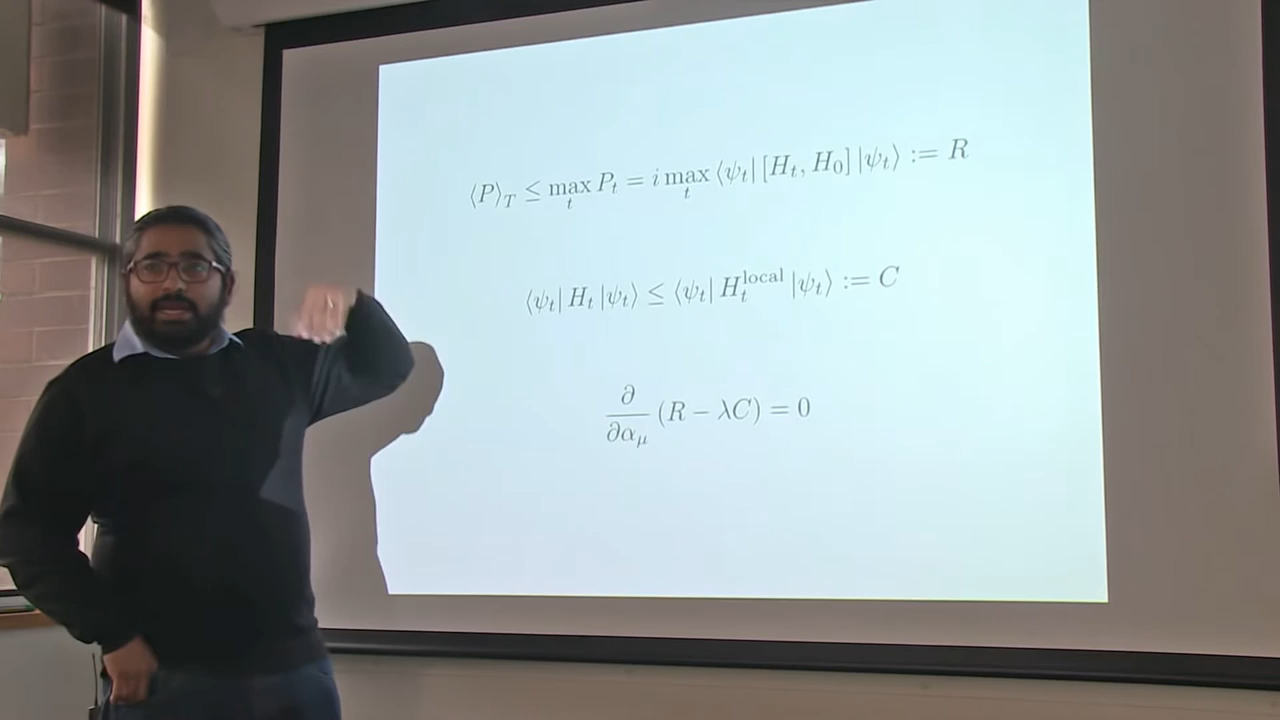 ⟨P⟩_T ≤ max_t P_t = i max_t ⟨ψ_t| [H_t, H_0] |ψ_t⟩ := R
⟨ψ_t| H_t |ψ_t⟩ ≤ ⟨ψ_t| H_t^local |ψ_t⟩ := C
∂/∂α_μ (R − λC) = 0